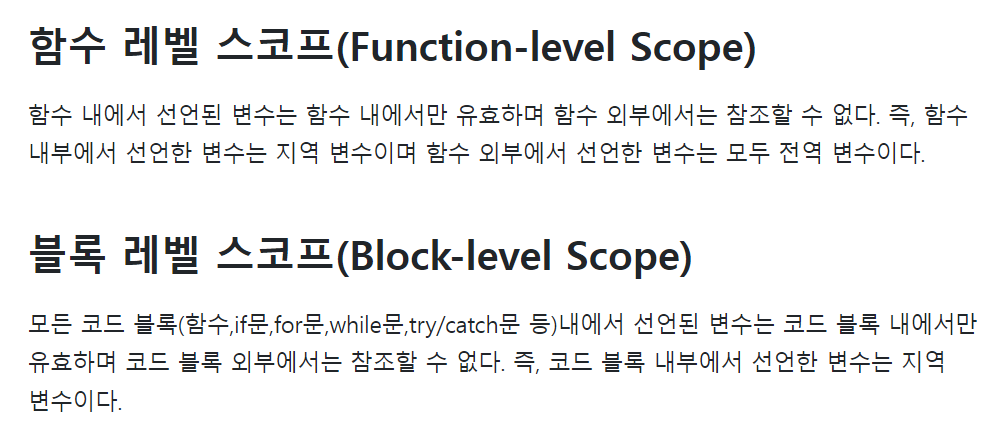 함수 레벨 스코프(Function-level Scope)
함수 내에서 선언된 변수는 함수 내에서만 유효하며 함수 외부에서는 참조할 수 없다. 즉, 함수
내부에서 선언한 변수는 지역 변수이며 함수 외부에서 선언한 변수는 모두 전역 변수이다.
블록 레벨 스코프(Block-level Scope)
모든 코드 블록(함수,if문,for문,while문,try/catch문 등)내에서 선언된 변수는 코드 블록 내에서만
유효하며 코드 블록 외부에서는 참조할 수 없다. 즉, 코드 블록 내부에서 선언한 변수는 지역
변수이다.